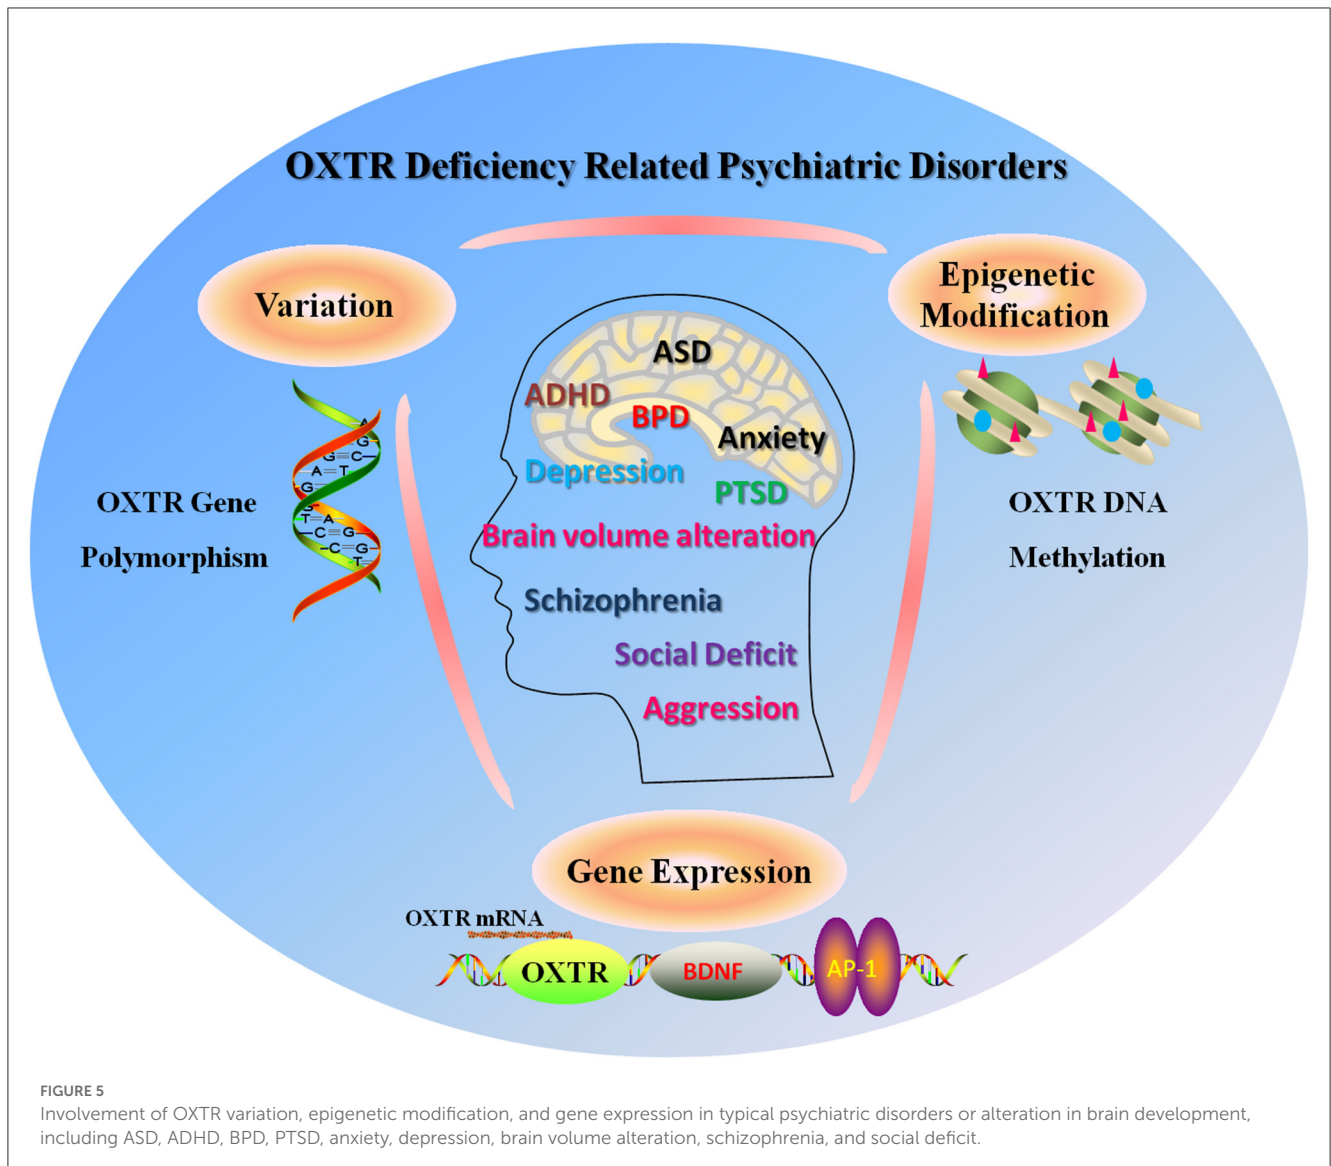 OXTR Deficiency Related Psychiatric Disorders
Variation
Epigenetic
Modification
ASD
ADHD
BPD
Anxiety
Depression
PTSD
Brain volume alteration
Schizophrenia
Social Deficit
Aggression
OXTR Gene
Polymorphism
A
G
G C
A T
G
G
T A
C G
C G
T
OXTR DNA
Methylation
Gene Expression
OXTR mRNA
OXTR
BDNF
AP-1
FIGURE 5
Involvement of OXTR variation, epigenetic modification, and gene expression in typical psychiatric disorders or alteration in brain development,
including ASD, ADHD, BPD, PTSD, anxiety, depression, brain volume alteration, schizophrenia, and social deficit.